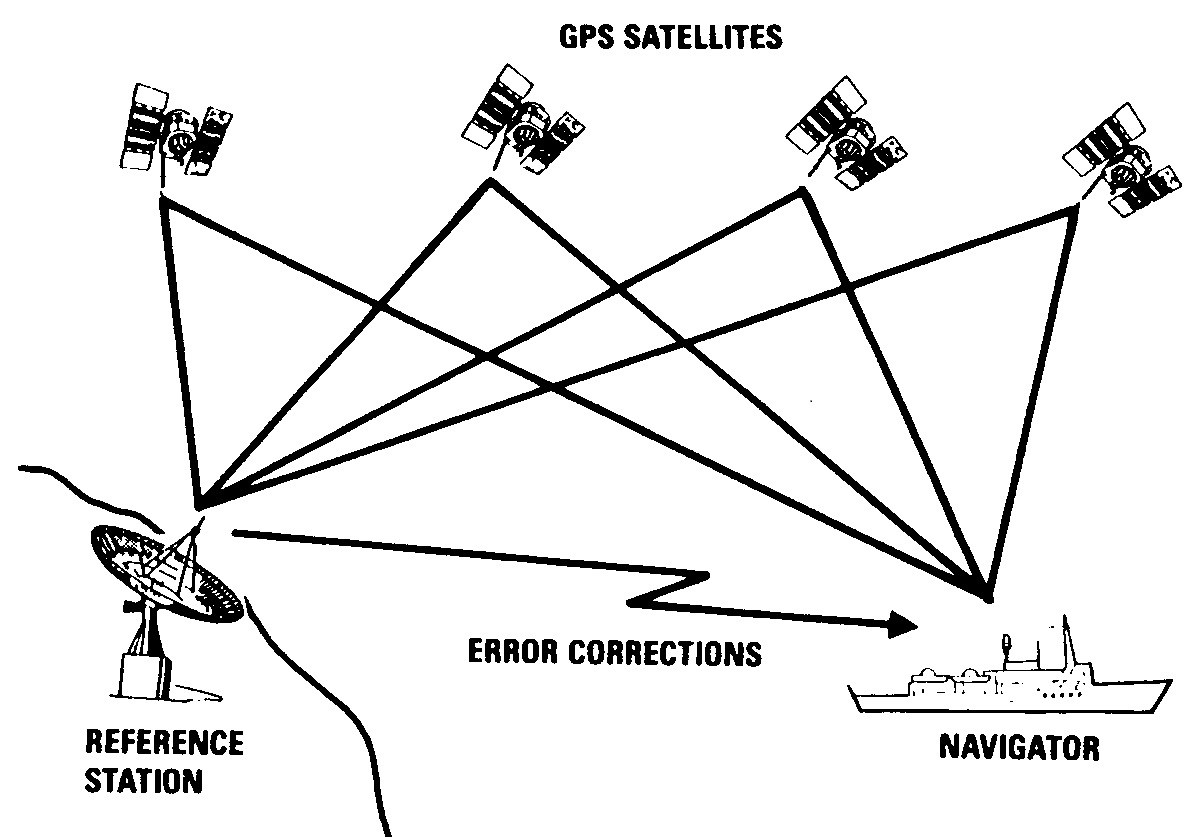 GPS SATELLITES
ERROR CORRECTIONS
REFERENCE
STATION
NAVIGATOR